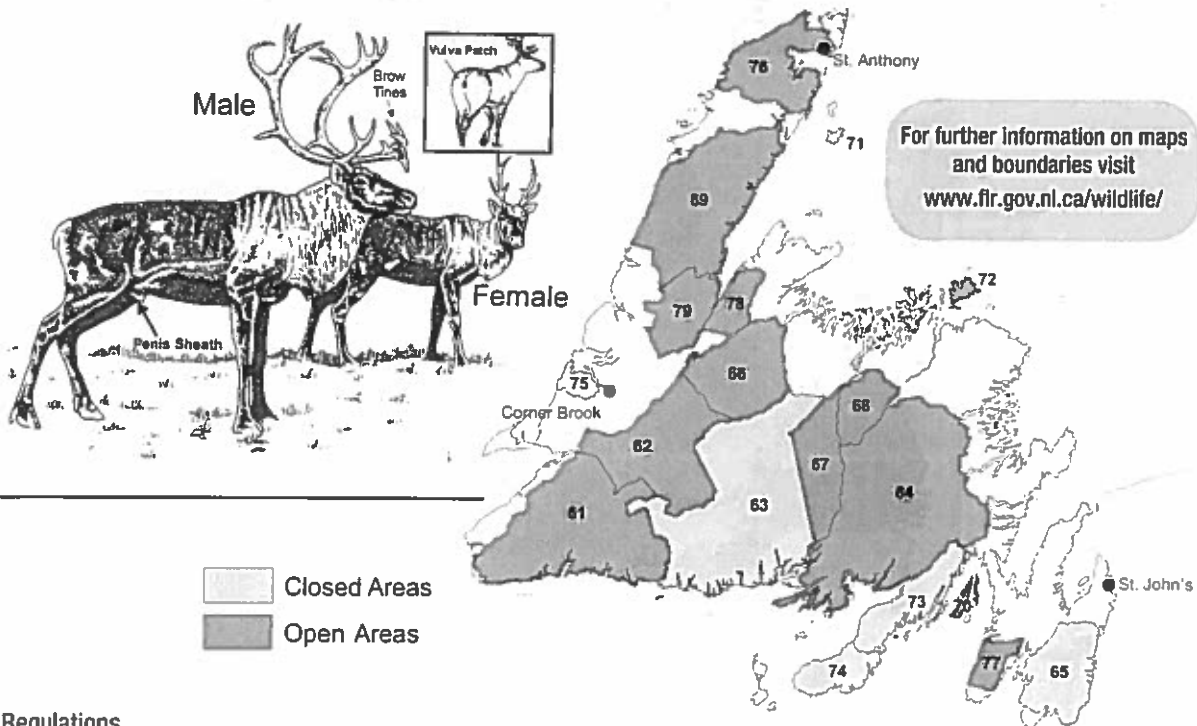 Vulva Patch
Brow
Tines
Male
Female
Penis Sheath
76
St. Anthony
71
For further information on maps
and boundaries visit
www.flr.gov.nl.ca/wildlife/
69
72
79
78
66
75
Corner Brook
68
62
67
64
63
61
St. John's
73
74
77
65
Closed Areas
Open Areas
Regulations